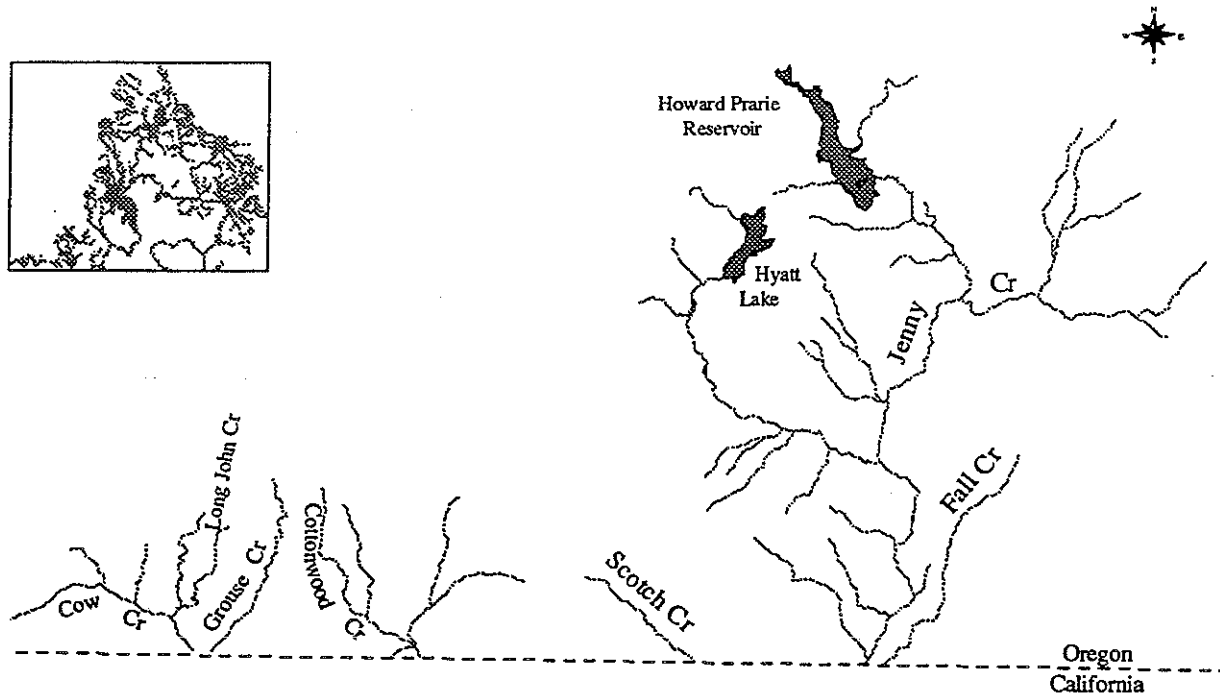 N
W E
S
Howard Prarie
Reservoir
Hyatt
Lake
Jenny
Cr
Long John Cr
Fall Cr
Cottonwood
Cr
Grouse Cr
Cow
Cr
Scotch Cr
Oregon
California